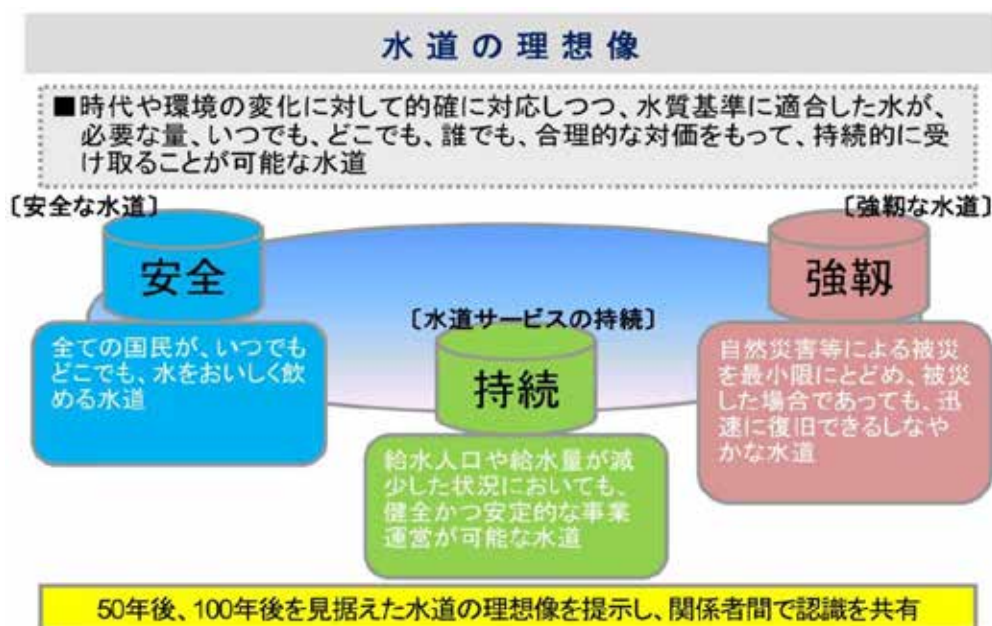 水道の理想像
■時代や環境の変化に対して的確に対応しつつ、水質基準に適合した水が、
必要な量、いつでも、どこでも、誰でも、合理的な対価をもって、持続的に受
け取ることが可能な水道
〔安全な水道〕
安全
全ての国民が、いつでも
どこでも、水をおいしく飲
める水道
〔水道サービスの持続〕
持続
給水人口や給水量が減
少した状況においても、
健全かつ安定的な事業
運営が可能な水道
〔強靭な水道〕
強靱
自然災害等による被災
を最小限にとどめ、被災
した場合であっても、迅
速に復旧できるしなや
かな水道
50年後、100年後を見据えた水道の理想像を提示し、関係者間で認識を共有